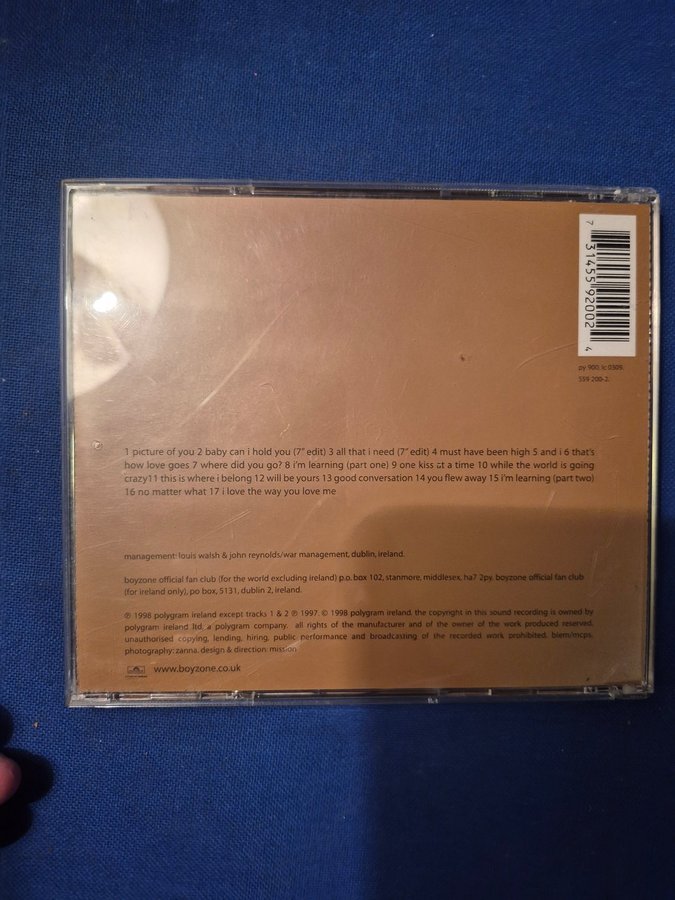 7 31455 92002 4
py 900. lc 0309.
559 200-2.
1 picture of you 2 baby can i hold you (7" edit) 3 all that i need (7" edit) 4 must have been high 5 and i 6 that's
how love goes 7 where did you go? 8 i'm learning (part one) 9 one kiss at a time 10 while the world is going
crazy11 this is where i belong 12 will be yours 13 good conversation 14 you flew away 15 i'm learning (part two)
16 no matter what 17 i love the way you love me
management: louis walsh & john reynolds/war management, dublin, ireland.
boyzone official fan club (for the world excluding ireland) p.o. box 102, stanmore, middlesex, ha7 2py. boyzone official fan club
(for ireland only), po box, 5131, dublin 2, ireland.
℗ 1998 polygram ireland except tracks 1 & 2 ℗ 1997. © 1998 polygram ireland. the copyright in this sound recording is owned by
polygram ireland ltd, a polygram company. all rights of the manufacturer and of the owner of the work produced reserved.
unauthorised copying, lending, hiring, public performance and broadcasting of the recorded work prohibited. biem/mcps.
photography: zanna. design & direction: mission
www.boyzone.co.uk